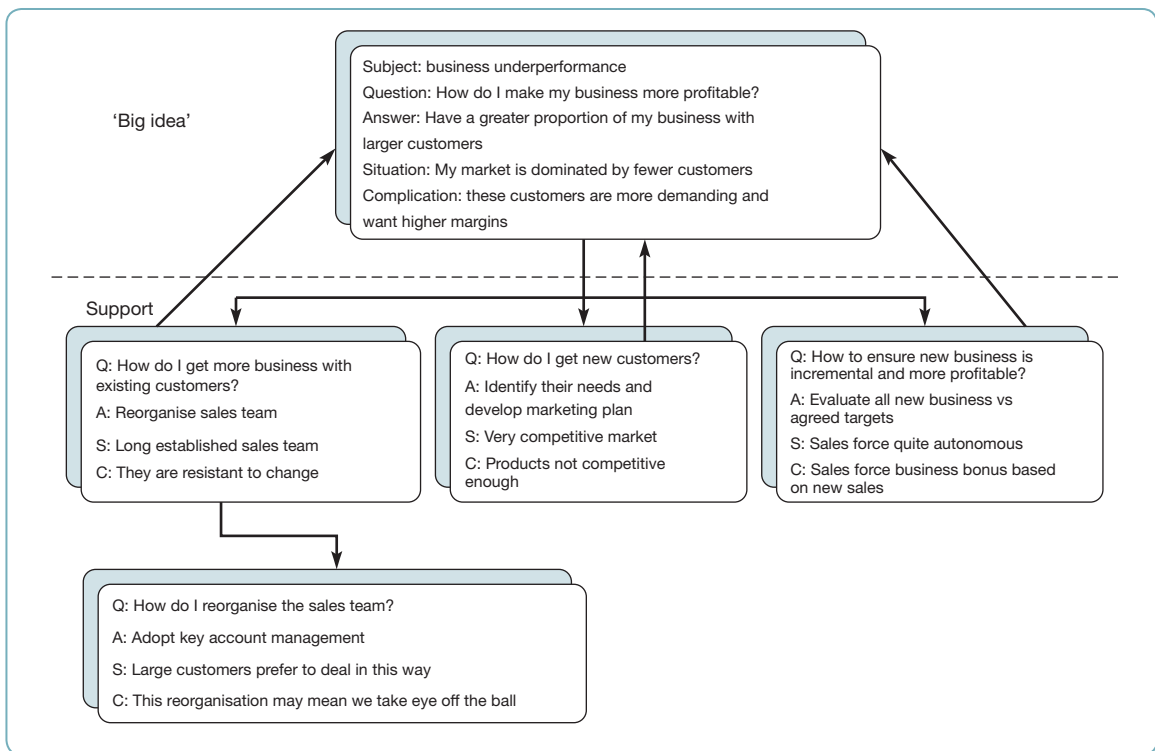 ‘Big idea’
Subject: business underperformance
Question: How do I make my business more profitable?
Answer: Have a greater proportion of my business with
larger customers
Situation: My market is dominated by fewer customers
Complication: these customers are more demanding and
want higher margins
Support
Q: How do I get more business with
existing customers?
A: Reorganise sales team
S: Long established sales team
C: They are resistant to change
Q: How do I get new customers?
A: Identify their needs and
develop marketing plan
S: Very competitive market
C: Products not competitive
enough
Q: How to ensure new business is
incremental and more profitable?
A: Evaluate all new business vs
agreed targets
S: Sales force quite autonomous
C: Sales force business bonus based
on new sales
Q: How do I reorganise the sales team?
A: Adopt key account management
S: Large customers prefer to deal in this way
C: This reorganisation may mean we take eye off the ball